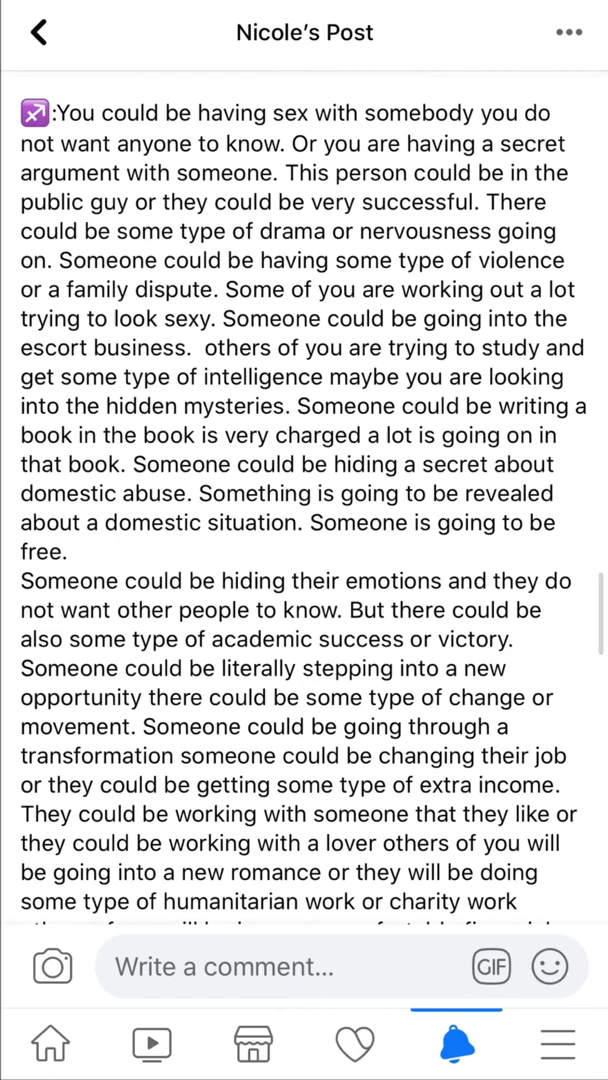 Nicole's Post
♐:You could be having sex with somebody you do
not want anyone to know. Or you are having a secret
argument with someone. This person could be in the
public guy or they could be very successful. There
could be some type of drama or nervousness going
on. Someone could be having some type of violence
or a family dispute. Some of you are working out a lot
trying to look sexy. Someone could be going into the
escort business.  others of you are trying to study and
get some type of intelligence maybe you are looking
into the hidden mysteries. Someone could be writing a
book in the book is very charged a lot is going on in
that book. Someone could be hiding a secret about
domestic abuse. Something is going to be revealed
about a domestic situation. Someone is going to be
free.
Someone could be hiding their emotions and they do
not want other people to know. But there could be
also some type of academic success or victory.
Someone could be literally stepping into a new
opportunity there could be some type of change or
movement. Someone could be going through a
transformation someone could be changing their job
or they could be getting some type of extra income.
They could be working with someone that they like or
they could be working with a lover others of you will
be going into a new romance or they will be doing
some type of humanitarian work or charity work
Write a comment...
GIF